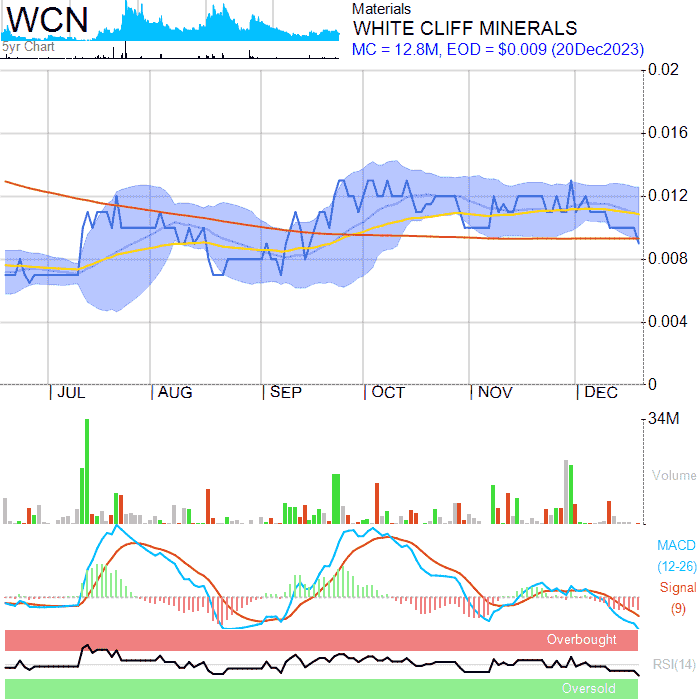 WCN
5yr Chart
Materials
WHITE CLIFF MINERALS
MC = 12.8M, EOD = $0.009 (20Dec2023)
0.02
0.016
0.012
0.008
0.004
0
JUL AUG SEP OCT NOV DEC
34M
Volume
MACD
(12-26)
Signal
(9)
Overbought
RSI(14)
Oversold